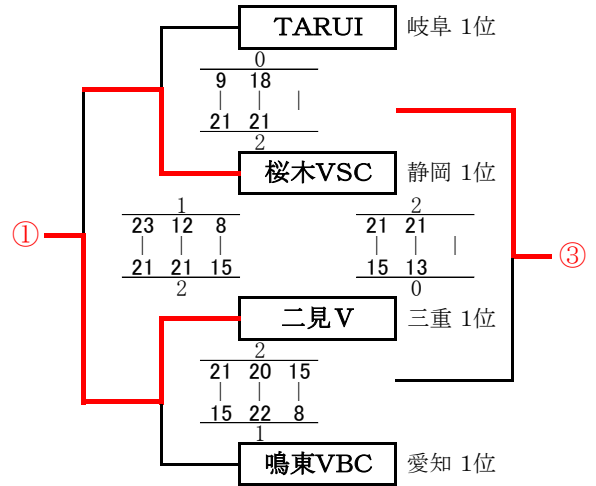 TARUI 岐阜 1位
0
9 18
| | |
21 21
2
桜木VSC 静岡 1位
1 2
23 12 8 21 21
| | | | | |
21 21 15 15 13
2 0
① ③
二見V 三重 1位
2
21 20 15
| | |
15 22 8
1
鳴東VBC 愛知 1位